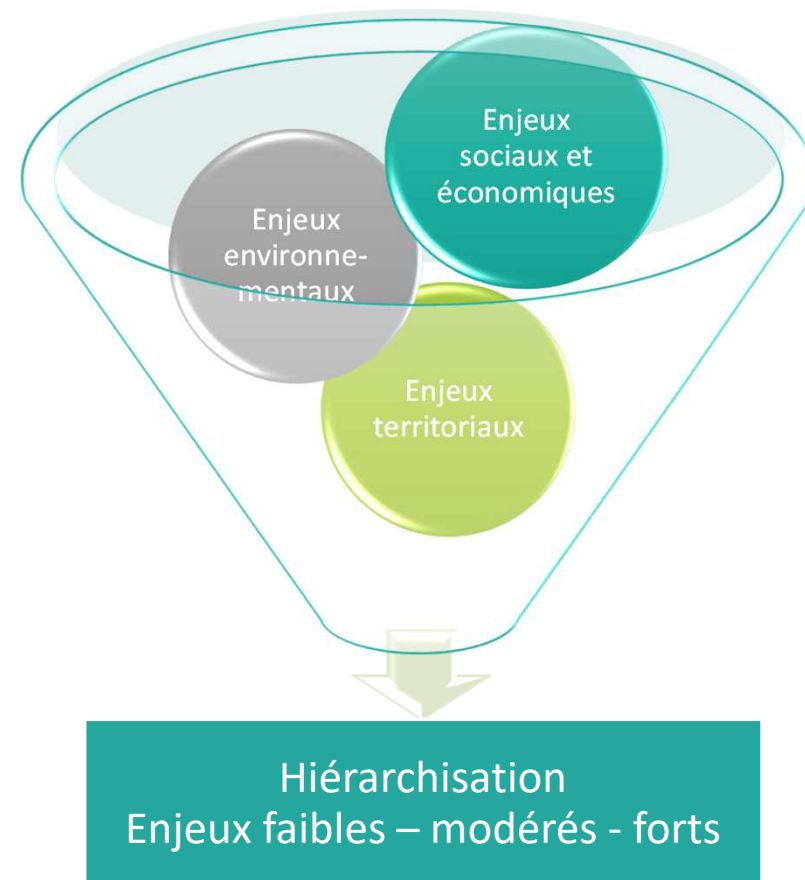 Enjeux
sociaux et
économiques
Enjeux
environne-
mentaux
Enjeux
territoriaux
Hiérarchisation
Enjeux faibles – modérés - forts